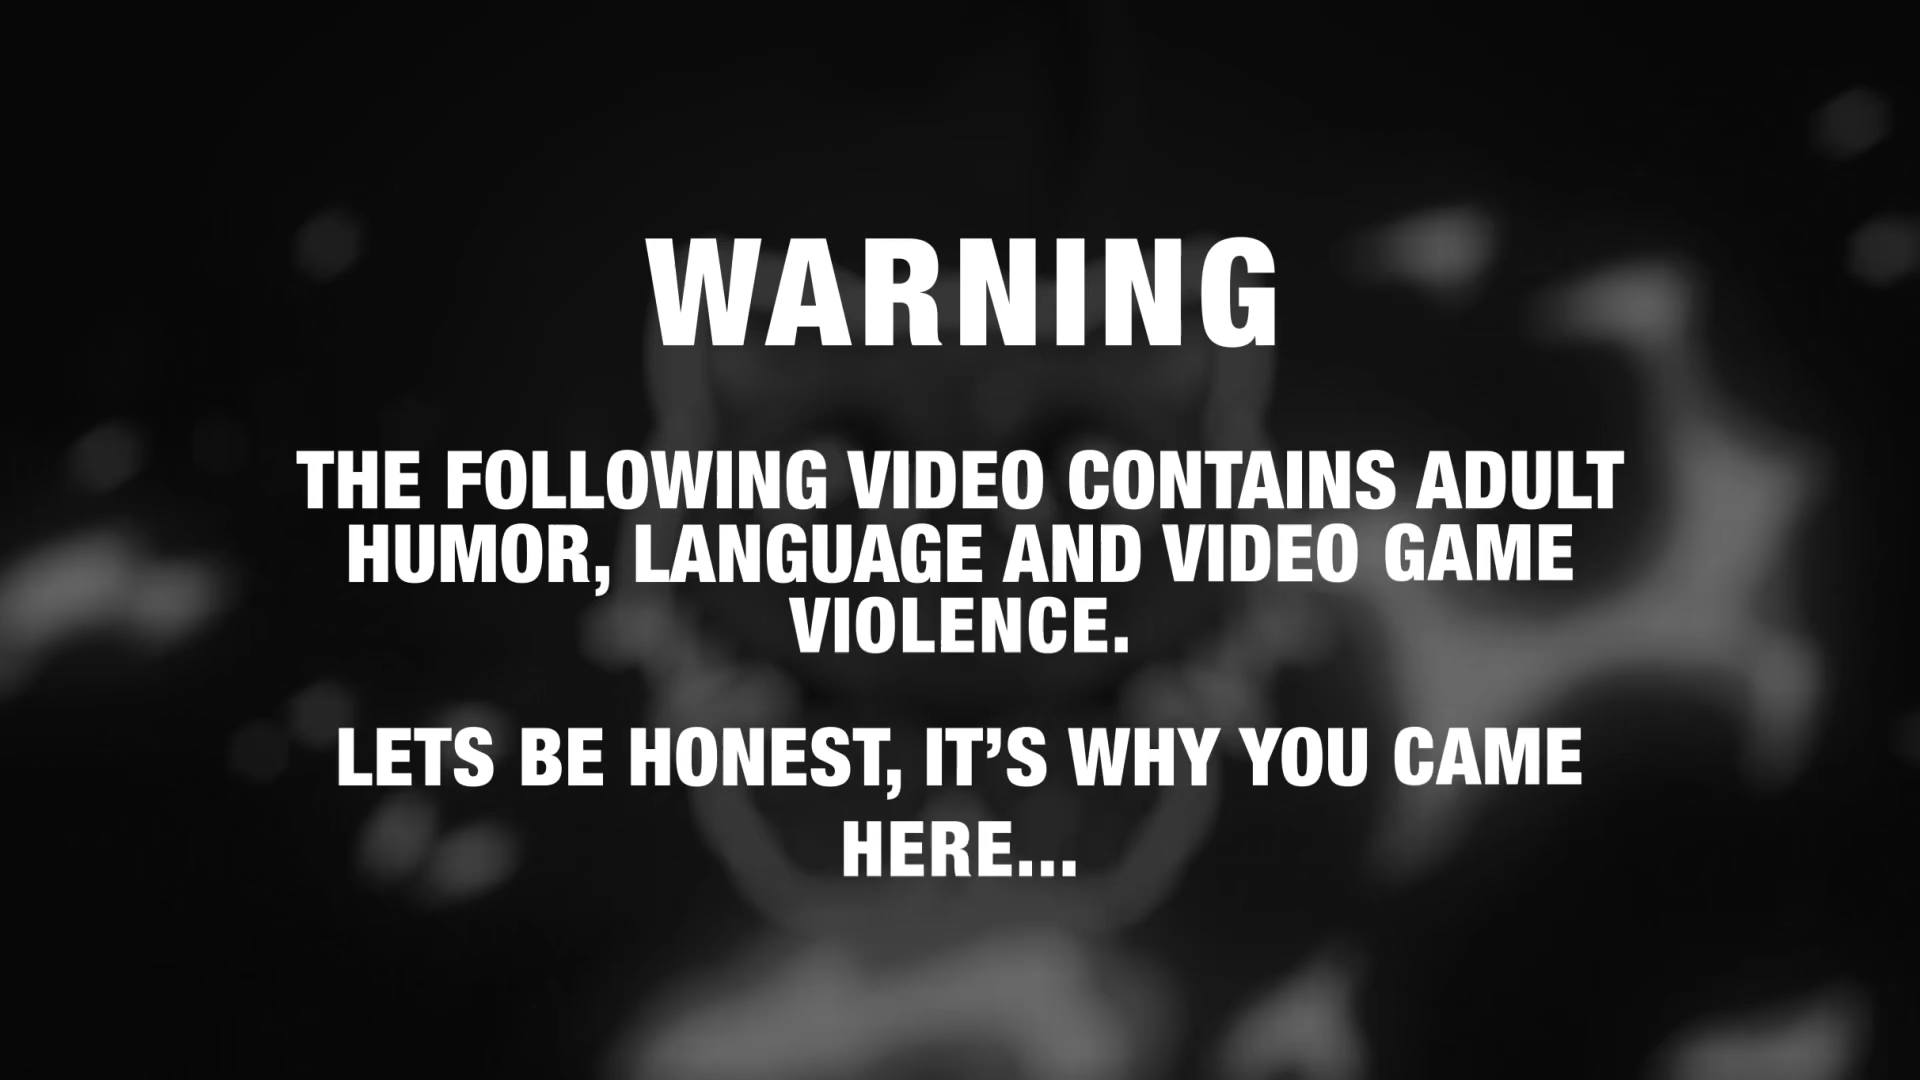 WARNING
THE FOLLOWING VIDEO CONTAINS ADULT
HUMOR, LANGUAGE AND VIDEO GAME
VIOLENCE.
LETS BE HONEST, IT’S WHY YOU CAME
HERE...